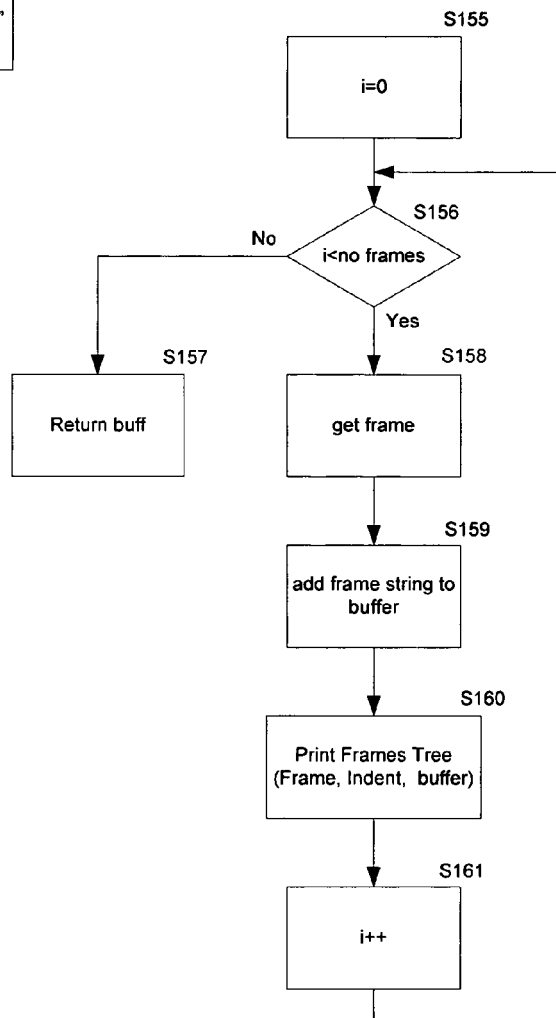 S155
i=0
S156
No
i<no frames
Yes
S157
S158
Return buff
get frame
S159
add frame string to
buffer
S160
Print Frames Tree
(Frame, Indent, buffer)
S161
i++